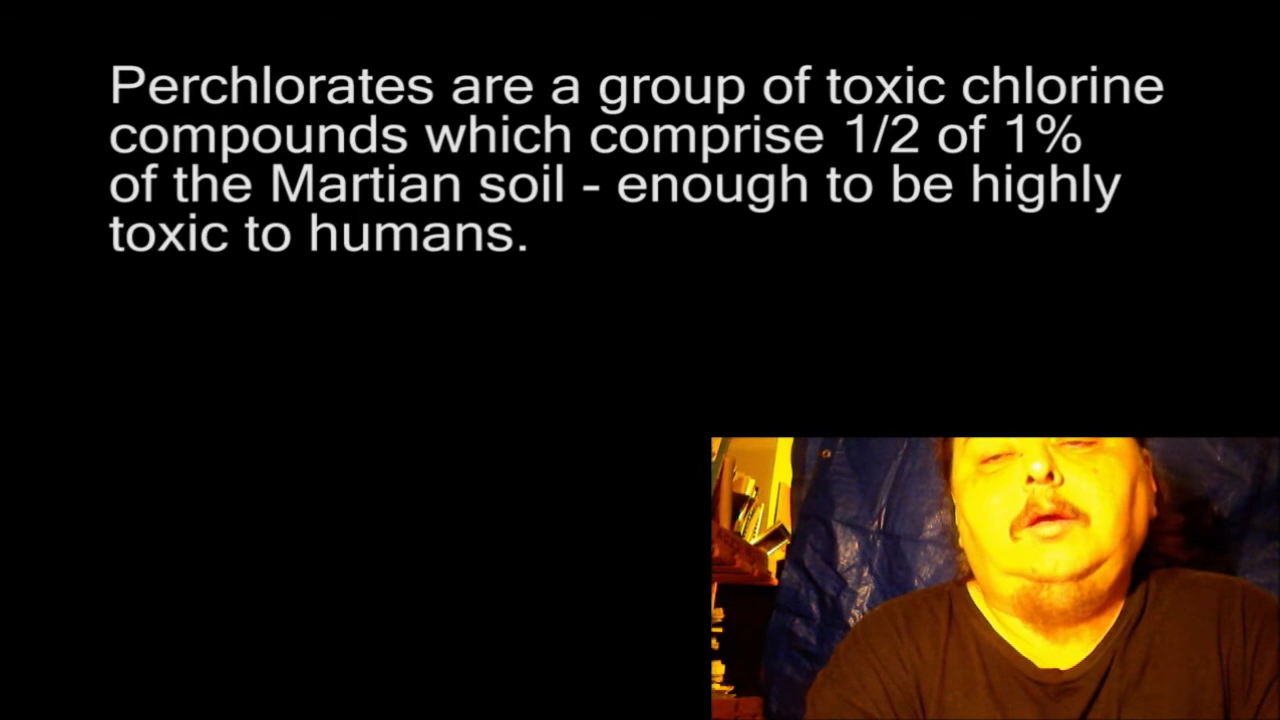 Perchlorates are a group of toxic chlorine
compounds which comprise 1/2 of 1%
of the Martian soil - enough to be highly
toxic to humans.